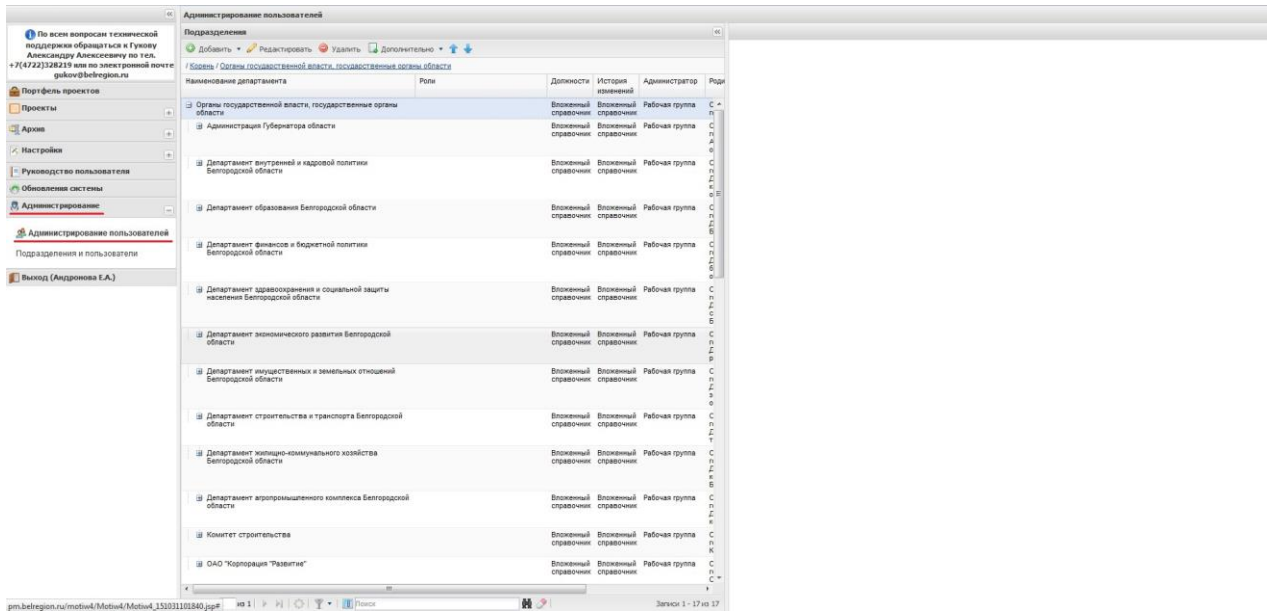 По всем вопросам технической
поддержки обращаться к Гукову
Александру Алексеевичу по тел.
+7(4722)328219 или по электронной почте
gukov@belregion.ru
Портфель проектов
Проекты
Архив
Настройки
Руководство пользователя
Обновления системы
Администрирование
Администрирование пользователей
Подразделения и пользователи
Выход (Андронова Е.А.)
Администрирование пользователей
Подразделения
Добавить Редактировать Удалить Дополнительно
/ Корень / Органы государственной власти, государственные органы области
Наименование департамента Роли Должности История Администратор Роди
изменений
Органы государственной власти, государственные органы Вложенный Вложенный Рабочая группа
области справочник справочник
Администрация Губернатора области Вложенный Вложенный Рабочая группа
справочник справочник
Департамент внутренней и кадровой политики Вложенный Вложенный Рабочая группа
Белгородской области справочник справочник
Департамент образования Белгородской области Вложенный Вложенный Рабочая группа
справочник справочник
Департамент финансов и бюджетной политики Вложенный Вложенный Рабочая группа
Белгородской области справочник справочник
Департамент здравоохранения и социальной защиты Вложенный Вложенный Рабочая группа
населения Белгородской области справочник справочник
Департамент экономического развития Белгородской Вложенный Вложенный Рабочая группа
области справочник справочник
Департамент имущественных и земельных отношений Вложенный Вложенный Рабочая группа
Белгородской области справочник справочник
Департамент строительства и транспорта Белгородской Вложенный Вложенный Рабочая группа
области справочник справочник
Департамент жилищно-коммунального хозяйства Вложенный Вложенный Рабочая группа
Белгородской области справочник справочник
Департамент агропромышленного комплекса Белгородской Вложенный Вложенный Рабочая группа
области справочник справочник
Комитет строительства Вложенный Вложенный Рабочая группа
справочник справочник
ОАО "Корпорация "Развитие" Вложенный Вложенный Рабочая группа
справочник справочник
pm.belregion.ru/motiw4/Motiw4/Motiw4_151031101840.jsp# из 1 Поиск Записи 1 - 17 из 17